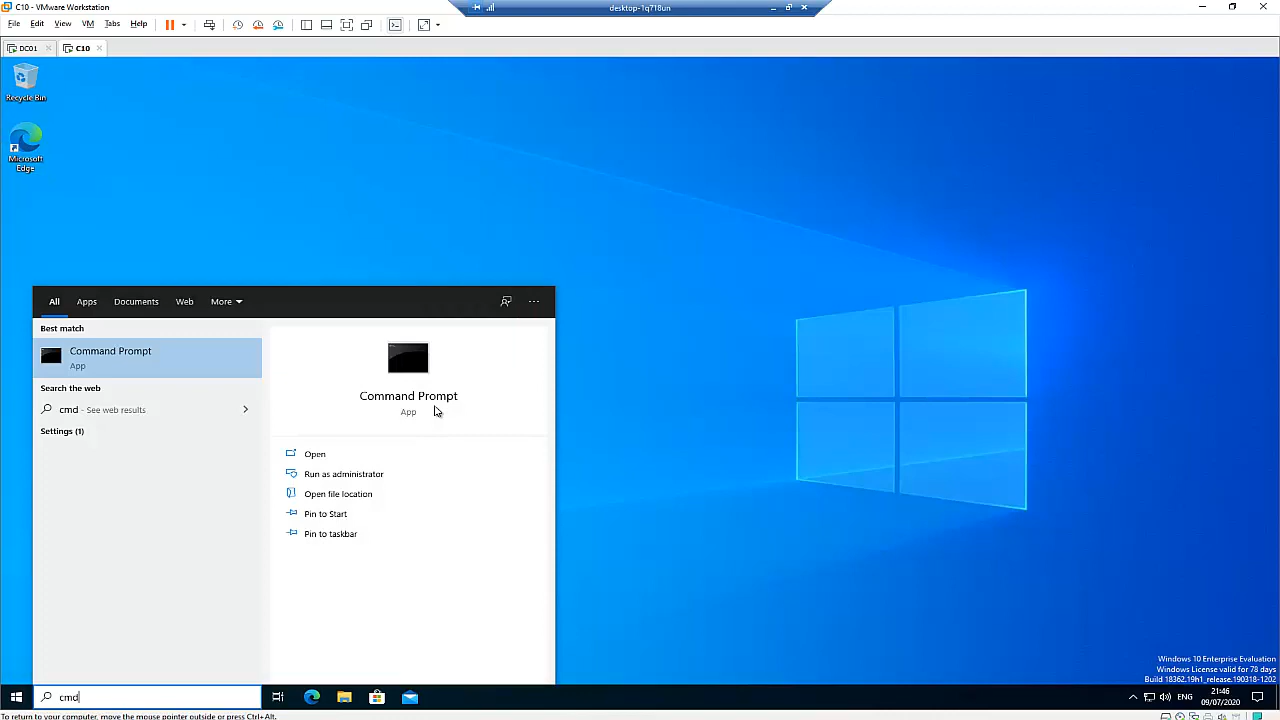 C10 - VMware Workstation
desktop-1q718un
File Edit View VM Tabs Help
DC01
C10
Recycle Bin
Microsoft
Edge
All Apps Documents Web More
Best match
Command Prompt
App
Search the web
cmd - See web results
Settings (1)
Command Prompt
App
Open
Run as administrator
Open file location
Pin to Start
Pin to taskbar
Windows 10 Enterprise Evaluation
Windows License valid for 78 days
Build 18362.19h1_release.190318-1202
cmd
ENG
21:46
09/07/2020
To return to your computer, move the mouse pointer outside or press Ctrl+Alt.